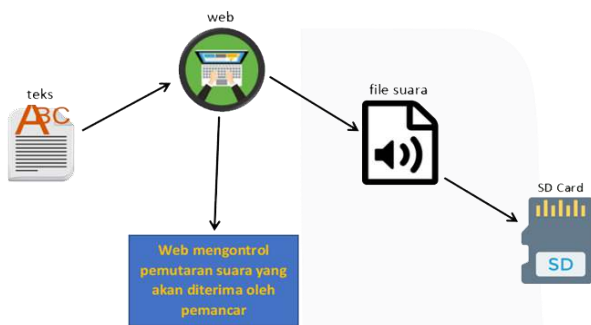 web
teks
ABC
file suara
SD Card
SD
Web mengontrol
pemutaran suara yang
akan diterima oleh
pemancar